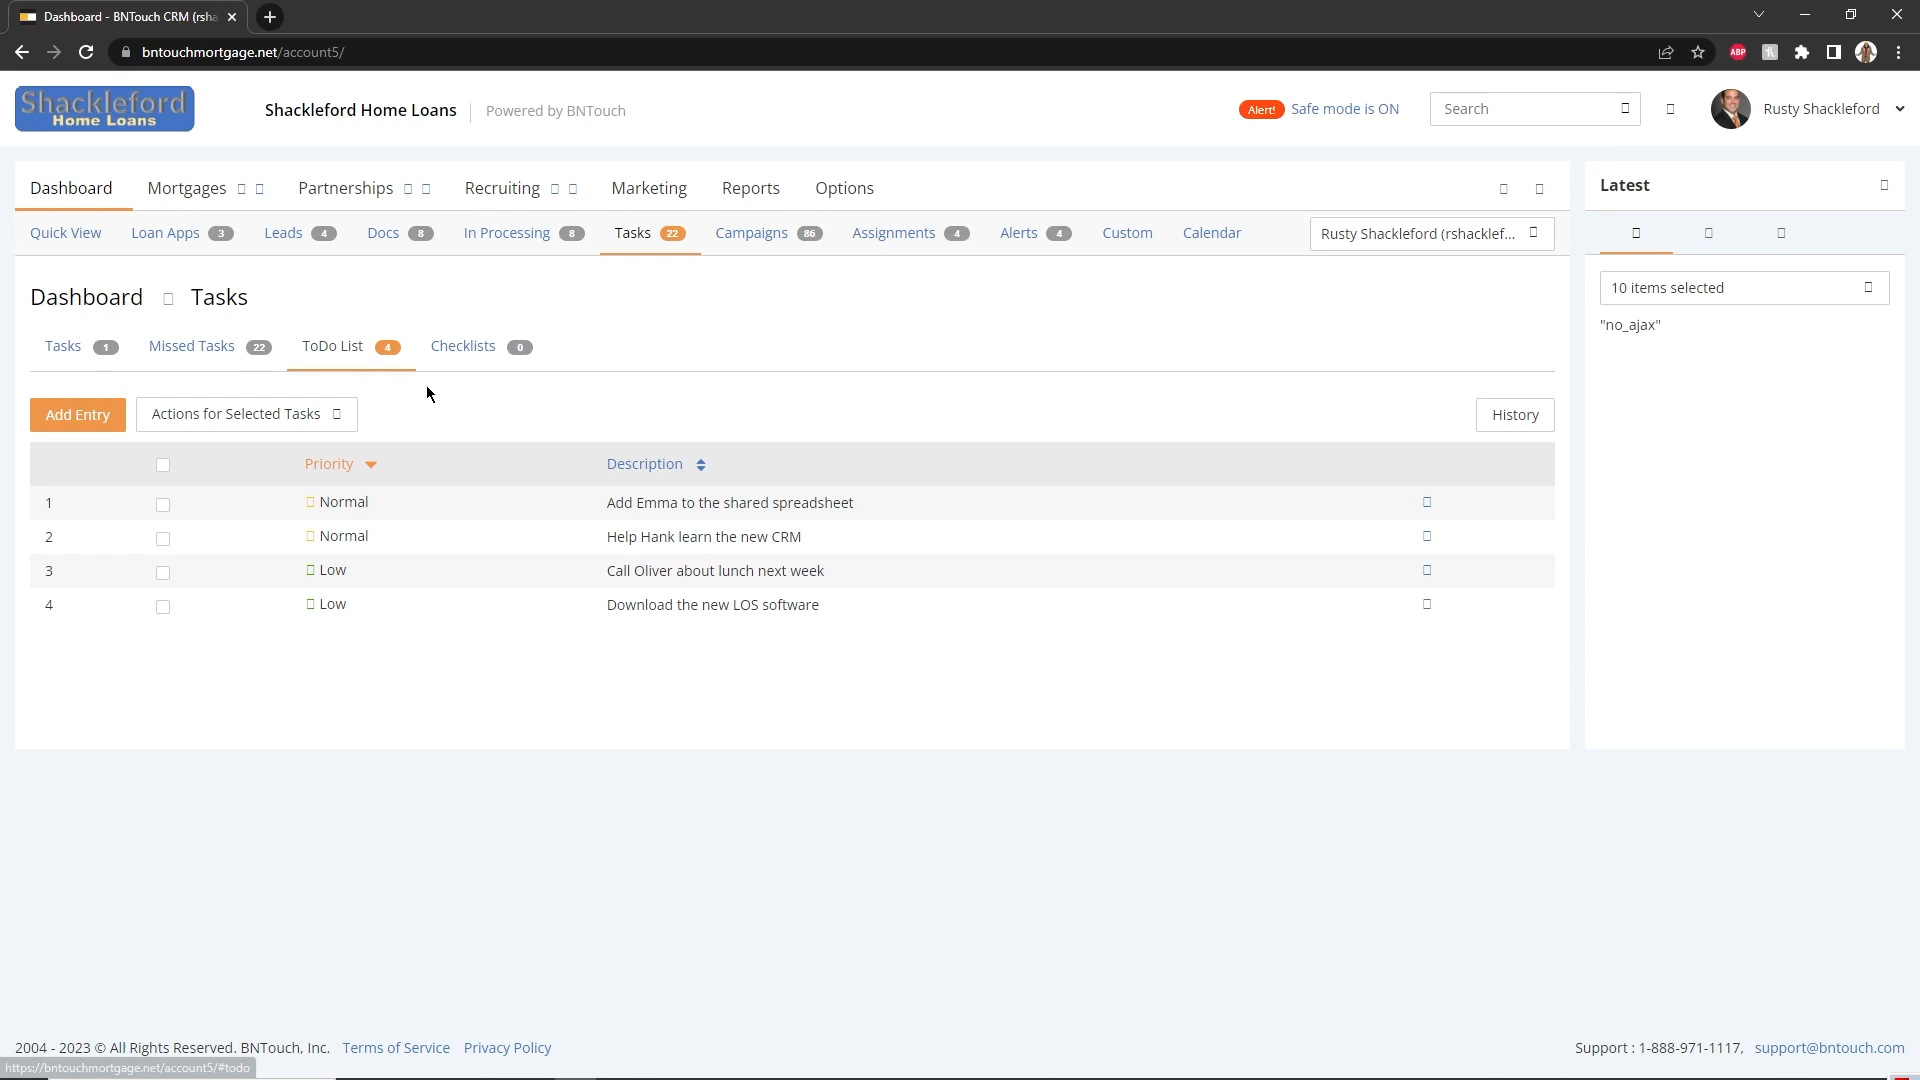 Dashboard - BNTouch CRM (rsha
bntouchmortgage.net/account5/
ABP
Shackleford
Home Loans
Shackleford Home Loans
Powered by BNTouch
Alert! Safe mode is ON
Search
Rusty Shackleford
Dashboard Mortgages Partnerships Recruiting Marketing Reports Options
Quick View Loan Apps 3 Leads 4 Docs 8 In Processing 8 Tasks 22 Campaigns 86 Assignments 4 Alerts 4 Custom Calendar Rusty Shackleford (rshacklef...
Latest
10 items selected
"no_ajax"
Dashboard Tasks
Tasks 1 Missed Tasks 22 ToDo List 4 Checklists 0
Add Entry Actions for Selected Tasks History
Priority Description
1 Normal Add Emma to the shared spreadsheet
2 Normal Help Hank learn the new CRM
3 Low Call Oliver about lunch next week
4 Low Download the new LOS software
2004 - 2023 © All Rights Reserved. BNTouch, Inc. Terms of Service Privacy Policy
Support : 1-888-971-1117, support@bntouch.com
https://bntouchmortgage.net/account5/#todo